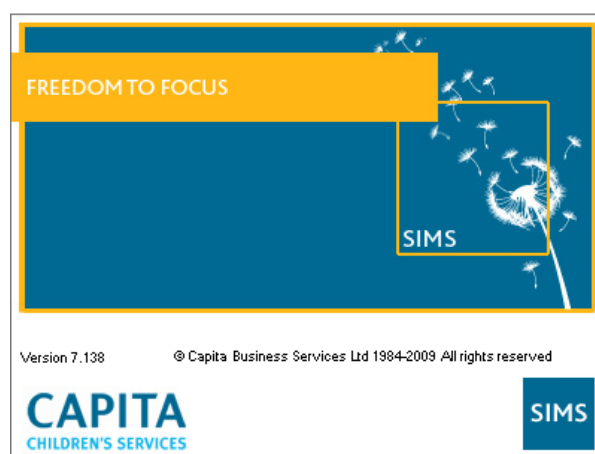 FREEDOM TO FOCUS
SIMS
Version 7.138 © Capita Business Services Ltd 1984-2009 All rights reserved
CAPITA
CHILDREN'S SERVICES
SIMS